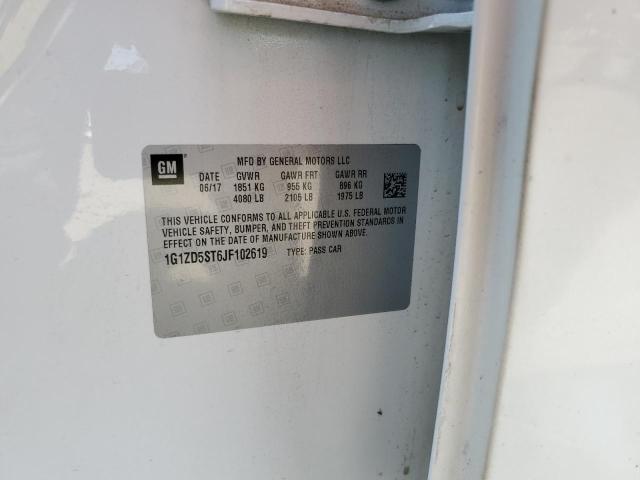 GM
MFD BY GENERAL MOTORS LLC
DATE GVWR GAWR FRT GAWR RR
06/17 1851 KG 955 KG 896 KG
4080 LB 2105 LB 1975 LB
THIS VEHICLE CONFORMS TO ALL APPLICABLE U.S. FEDERAL MOTOR
VEHICLE SAFETY, BUMPER, AND THEFT PREVENTION STANDARDS IN
EFFECT ON THE DATE OF MANUFACTURE SHOWN ABOVE.
1G1ZD5ST6JF102619 TYPE: PASS CAR